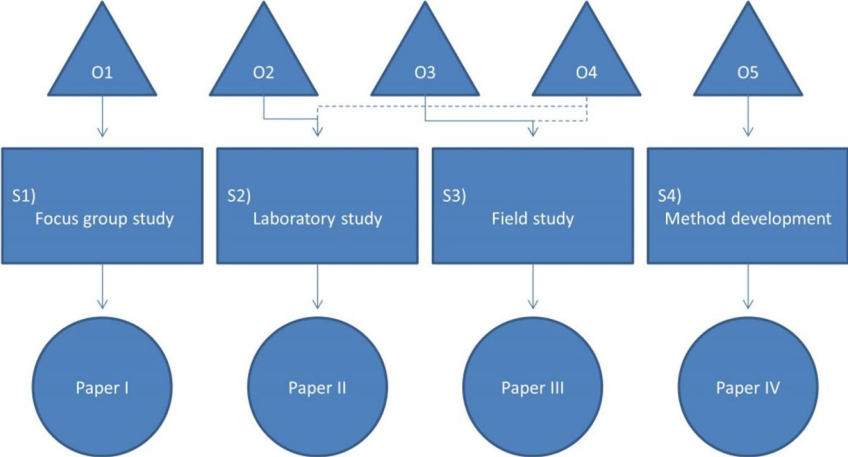 O1
O2
O3
O4
O5
S1)
Focus group study
S2)
Laboratory study
S3)
Field study
S4)
Method development
Paper I
Paper II
Paper III
Paper IV